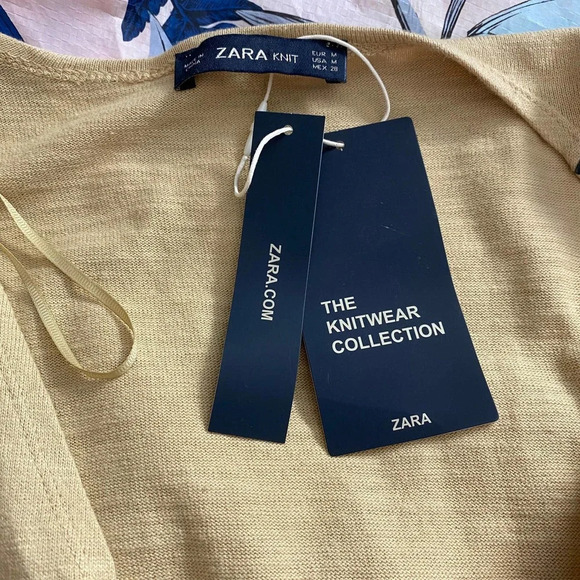 ZARA KNIT
EUR M
USA M
MEX 28
ZARA.COM
THE
KNITWEAR
COLLECTION
ZARA